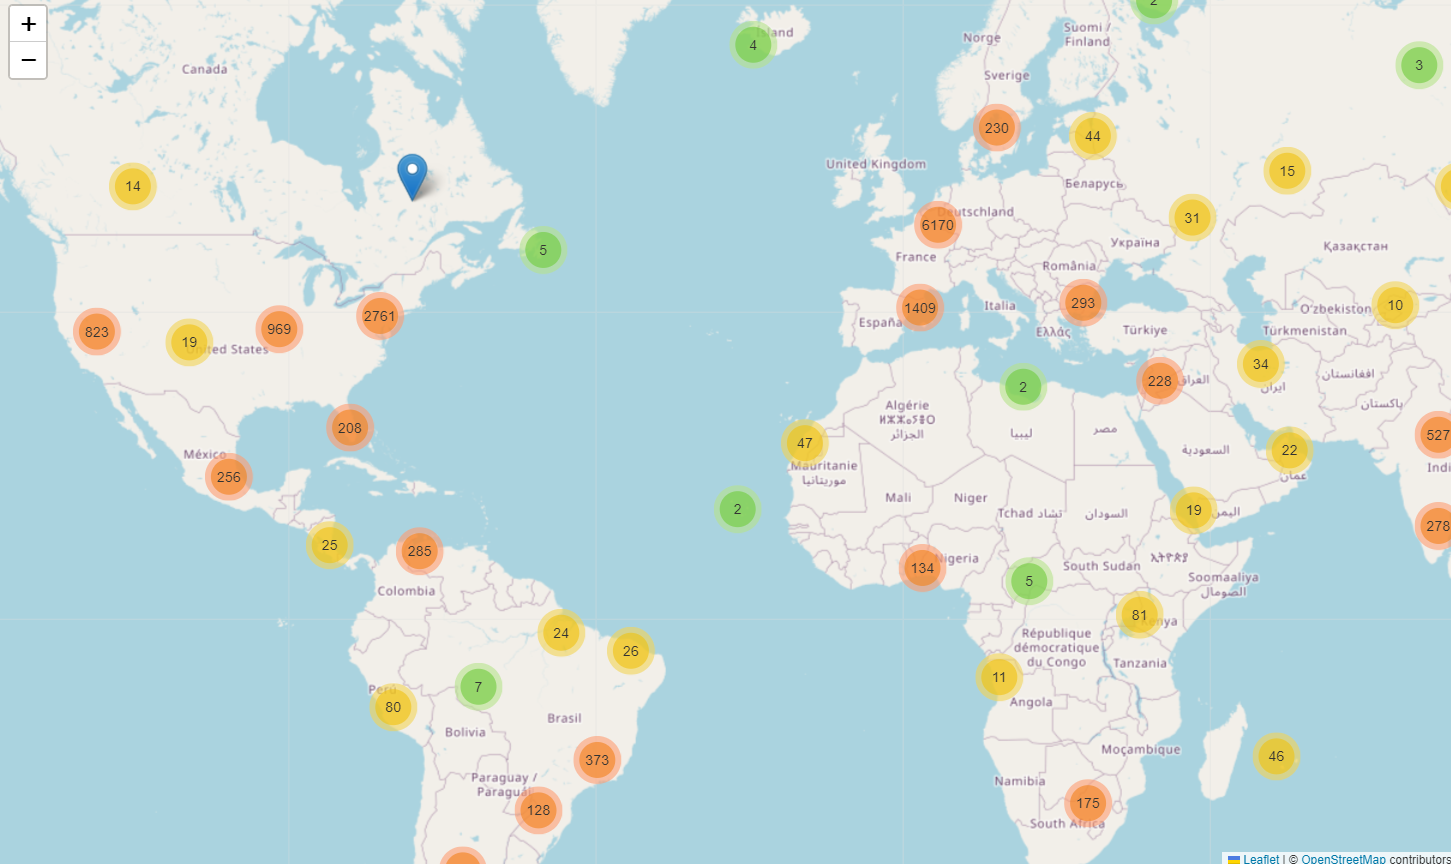 +
−
Canada
Ísland
4
2
Norge
Suomi /
Finland
Sverige
3
230
44
United Kingdom
14
15
Беларусь
Deutschland
6170
31
Україна
Қазақстан
5
France
România
Italia
293
1409
España
Ελλάς
Türkiye
10
O'zbekiston
Türkmenistan
823
19
969
2761
United States
34
ایران
افغانستان
پاکستان
228
العراق
2
Algérie
ⵍⵣⵣⴰⵢⴻⵔ
الجزائر
ليبيا
مصر
السعودية
208
47
527
22
عمان
Indi
México
256
Mauritanie
موريتانيا
Mali
Niger
Tchad تشاد
السودان
2
19
اليمن
278
25
285
Colombia
134
Nigeria
5
South Sudan
ኢትዮጵያ
Soomaaliya
الصومال
81
Kenya
24
26
République
démocratique
du Congo
Tanzania
7
Perú
80
11
Angola
Brasil
Bolivia
Moçambique
46
373
Paraguay /
Paraguái
128
Namibia
175
South Africa
Leaflet | © OpenStreetMap contributors